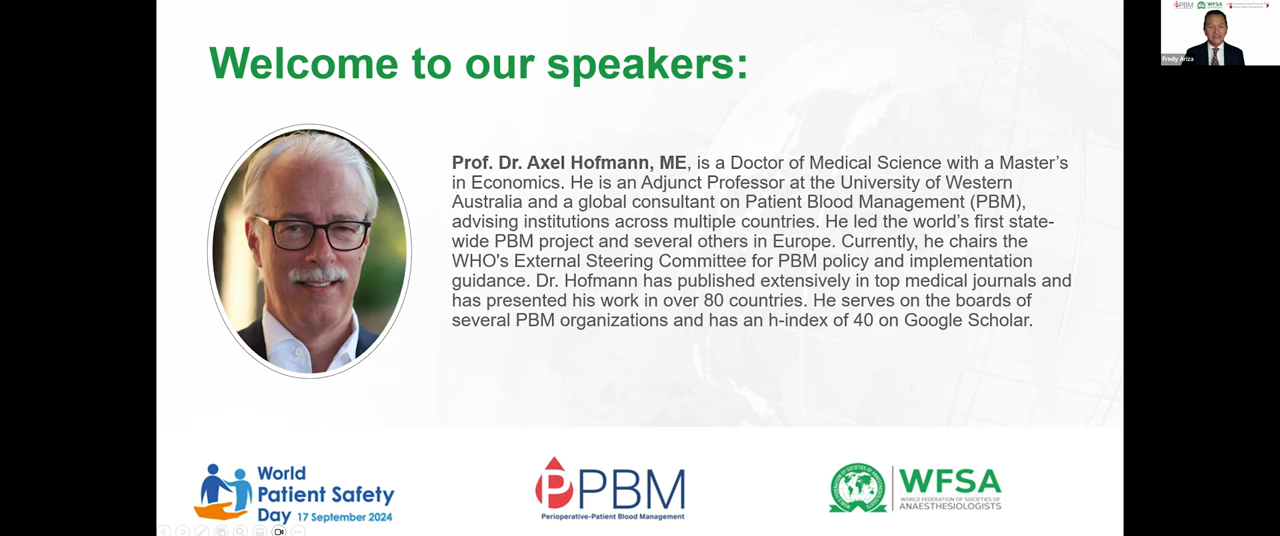 Welcome to our speakers:
Prof. Dr. Axel Hofmann, ME, is a Doctor of Medical Science with a Master’s
in Economics. He is an Adjunct Professor at the University of Western
Australia and a global consultant on Patient Blood Management (PBM),
advising institutions across multiple countries. He led the world’s first state-
wide PBM project and several others in Europe. Currently, he chairs the
WHO's External Steering Committee for PBM policy and implementation
guidance. Dr. Hofmann has published extensively in top medical journals and
has presented his work in over 80 countries. He serves on the boards of
several PBM organizations and has an h-index of 40 on Google Scholar.
World
Patient Safety
Day 17 September 2024
PPBM
Perioperative-Patient Blood Management
WFSA
WORLD FEDERATION OF SOCIETIES OF
ANAESTHESIOLOGISTS
PBM
WFSA
Fredy Ariza